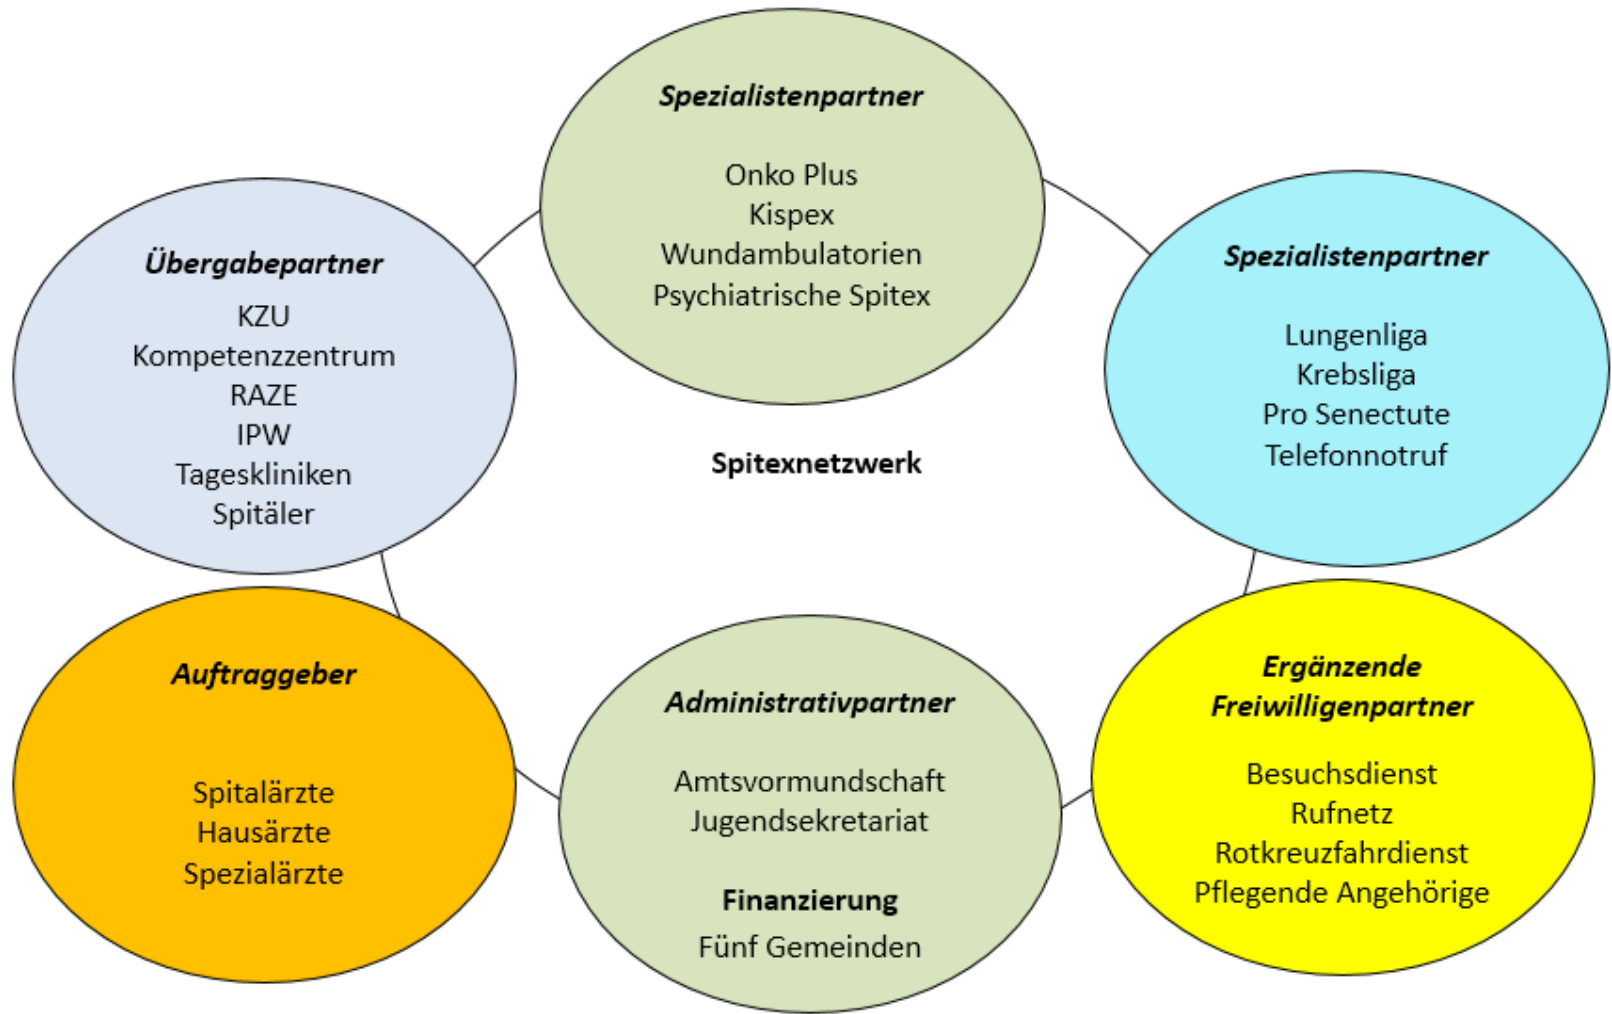 Spezialistenpartner
Onko Plus
Kispex
Wundambulatorien
Psychiatrische Spitex
Übergabepartner
KZU
Kompetenzzentrum
RAZE
IPW
Tageskliniken
Spitäler
Spezialistenpartner
Lungenliga
Krebsliga
Pro Senectute
Telefonnotruf
Spitexnetzwerk
Auftraggeber
Spitalärzte
Hausärzte
Spezialärzte
Administrativpartner
Amtsvormundschaft
Jugendsekretariat
Finanzierung
Fünf Gemeinden
Ergänzende
Freiwilligenpartner
Besuchsdienst
Rufnetz
Rotkreuzfahrdienst
Pflegende Angehörige